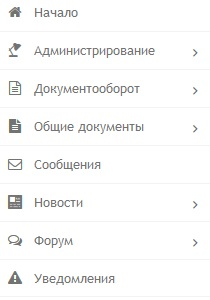 Начало
Администрирование
Документооборот
Общие документы
Сообщения
Новости
Форум
Уведомления